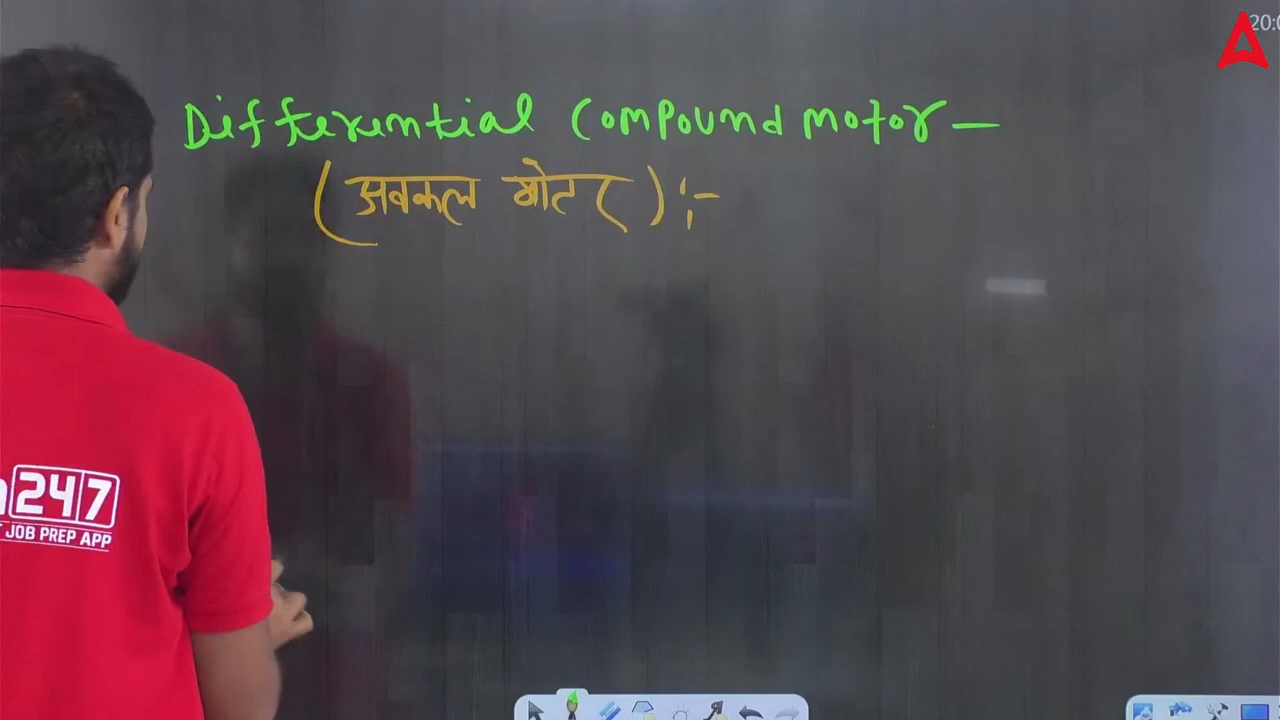 20:0
Differential Compound motor —
(अवकल मोटर) :-
247
JOB PREP APP